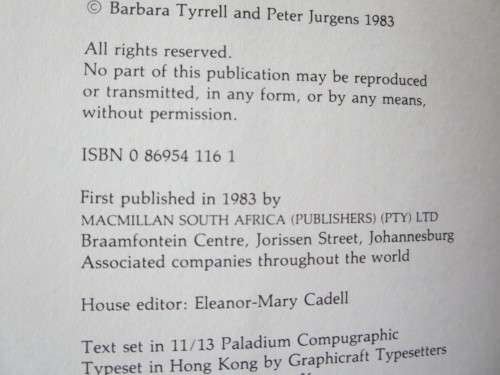 © Barbara Tyrrell and Peter Jurgens 1983
All rights reserved.
No part of this publication may be reproduced
or transmitted, in any form, or by any means,
without permission.
ISBN 0 86954 116 1
First published in 1983 by
MACMILLAN SOUTH AFRICA (PUBLISHERS) (PTY) LTD
Braamfontein Centre, Jorissen Street, Johannesburg
Associated companies throughout the world
House editor: Eleanor-Mary Cadell
Text set in 11/13 Paladium Compugraphic
Typeset in Hong Kong by Graphicraft Typesetters